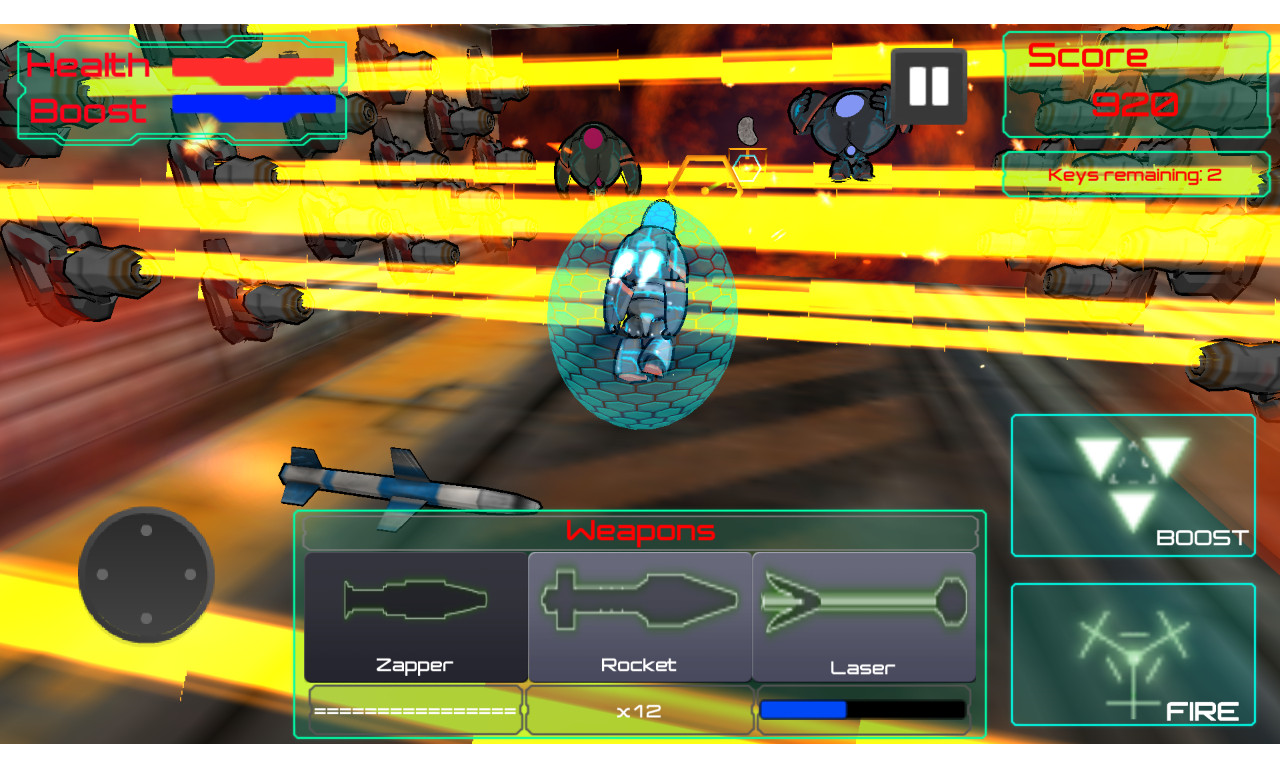 Health
Boost
Score
920
Keys remaining: 2
Weapons
Zapper
Rocket
Laser
================
x12
BOOST
FIRE